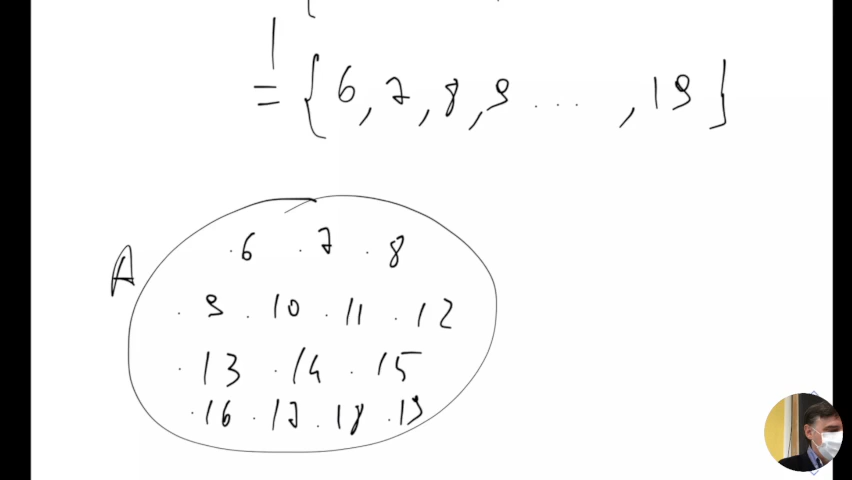 = { 6, 7, 8, 9 ... , 19 }
A
. 6 . 7 . 8
. 9 . 10 . 11 . 12
. 13 . 14 . 15
. 16 . 17 . 18 . 19